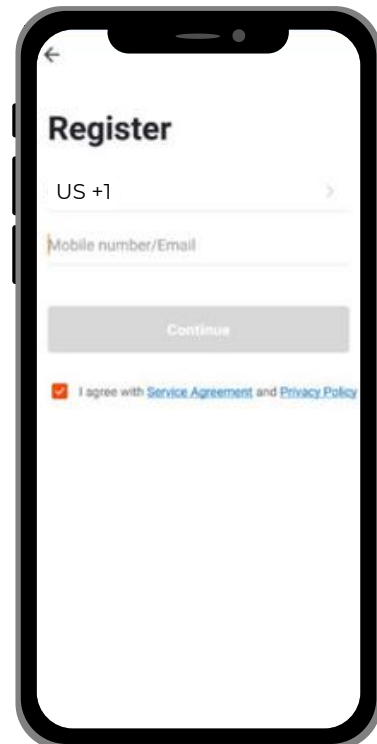 Register
US +1
Mobile number/Email
Continue
I agree with Service Agreement and Privacy Policy